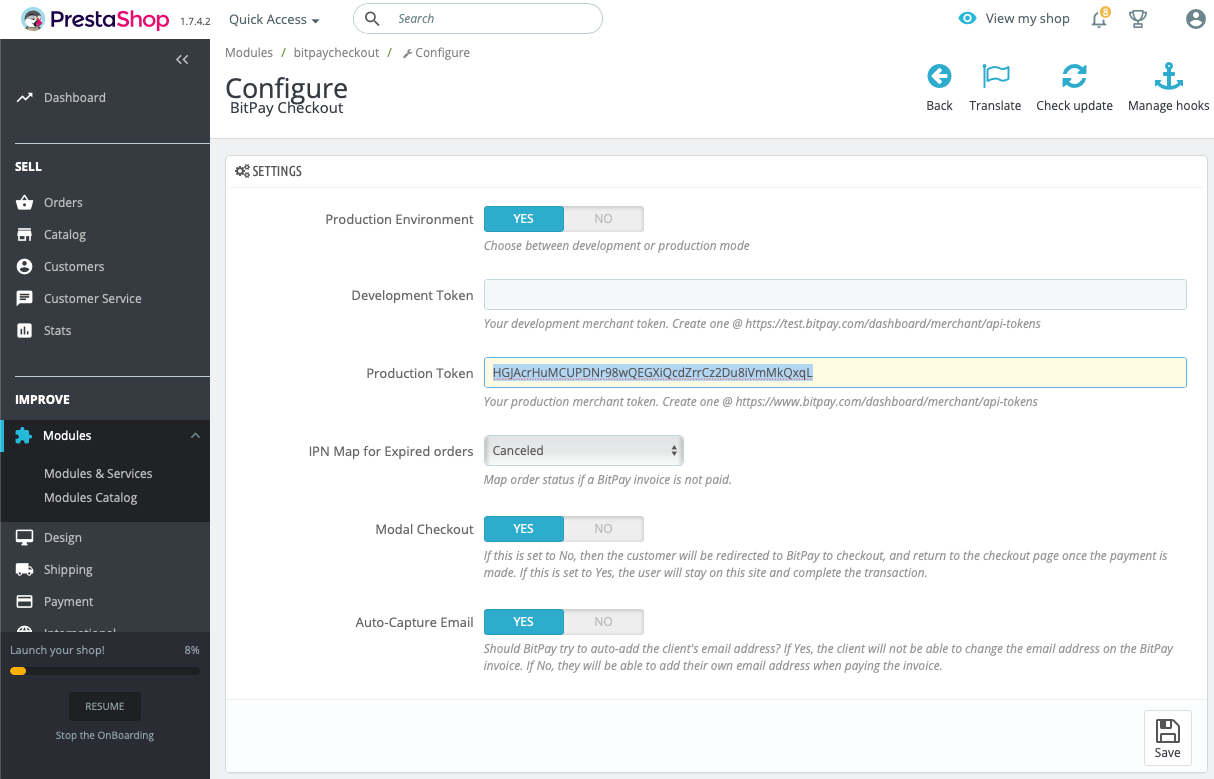 PrestaShop 1.7.4.2
Quick Access
Search
View my shop
8
Modules / bitpaycheckout / Configure
Configure
BitPay Checkout
Back
Translate
Check update
Manage hooks
Dashboard
SELL
Orders
Catalog
Customers
Customer Service
Stats
IMPROVE
Modules
Modules & Services
Modules Catalog
Design
Shipping
Payment
International
Launch your shop! 8%
RESUME
Stop the OnBoarding
SETTINGS
Production Environment YES NO
Choose between development or production mode
Development Token
Your development merchant token. Create one @ https://test.bitpay.com/dashboard/merchant/api-tokens
Production Token HGJAcrHuMCUPDNr98wQEGXiQcdZrrCz2Du8iVmMkQxqL
Your production merchant token. Create one @ https://www.bitpay.com/dashboard/merchant/api-tokens
IPN Map for Expired orders Canceled
Map order status if a BitPay invoice is not paid.
Modal Checkout YES NO
If this is set to No, then the customer will be redirected to BitPay to checkout, and return to the checkout page once the payment is
made. If this is set to Yes, the user will stay on this site and complete the transaction.
Auto-Capture Email YES NO
Should BitPay try to auto-add the client's email address? If Yes, the client will not be able to change the email address on the BitPay
invoice. If No, they will be able to add their own email address when paying the invoice.
Save